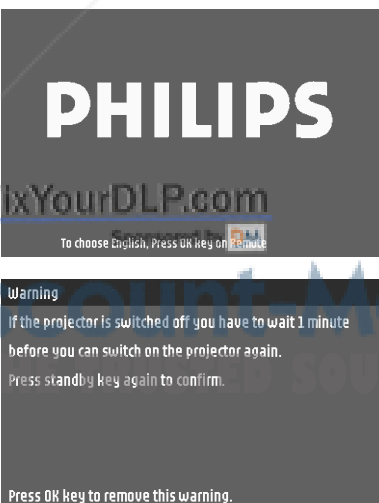 PHILIPS
ixYourDLP.com
Sponsored by
To choose English, Press OK key on Remote
Warning
If the projector is switched off you have to wait 1 minute
before you can switch on the projector again.
Press standby key again to confirm.
Press OK key to remove this warning.